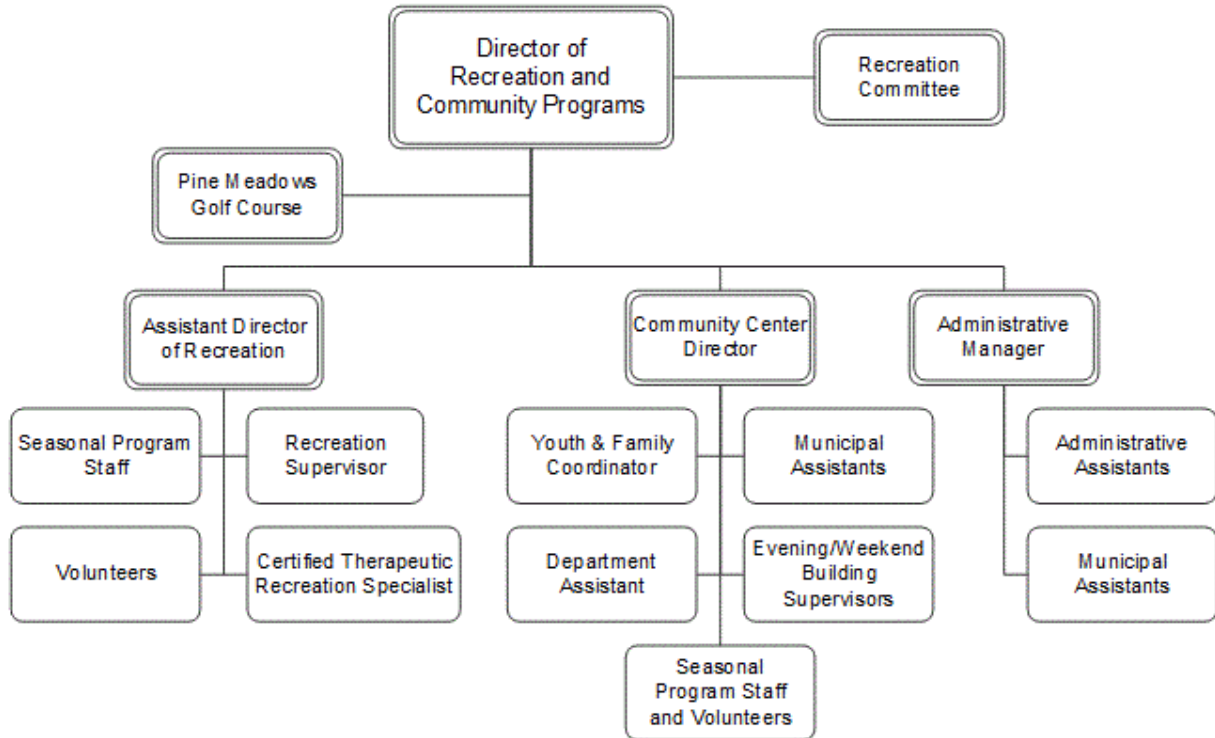 Director of
Recreation and
Community Programs
Recreation
Committee
Pine Meadows
Golf Course
Assistant Director
of Recreation
Community Center
Director
Administrative
Manager
Seasonal Program
Staff
Recreation
Supervisor
Youth & Family
Coordinator
Municipal
Assistants
Administrative
Assistants
Volunteers
Certified Therapeutic
Recreation Specialist
Department
Assistant
Evening/Weekend
Building
Supervisors
Municipal
Assistants
Seasonal
Program Staff
and Volunteers